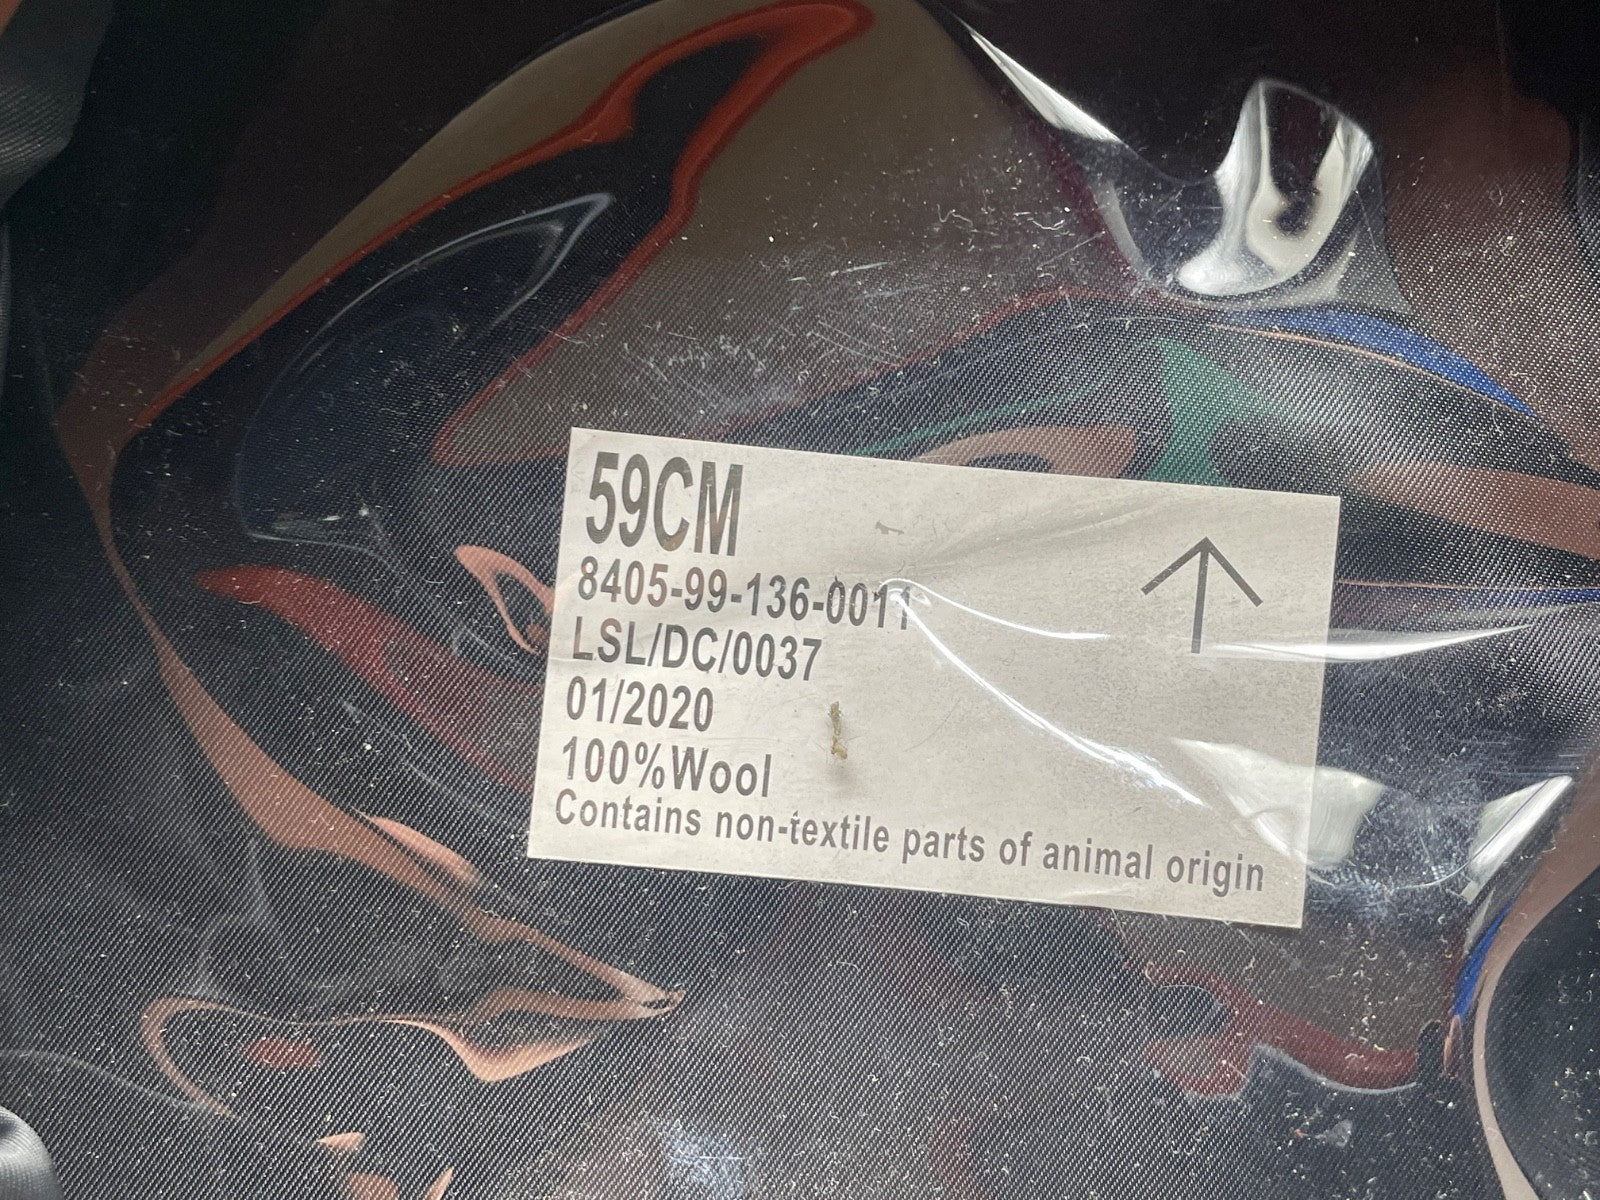 59CM
8405-99-136-0011
LSL/DC/0037
01/2020
100%Wool
Contains non-textile parts of animal origin